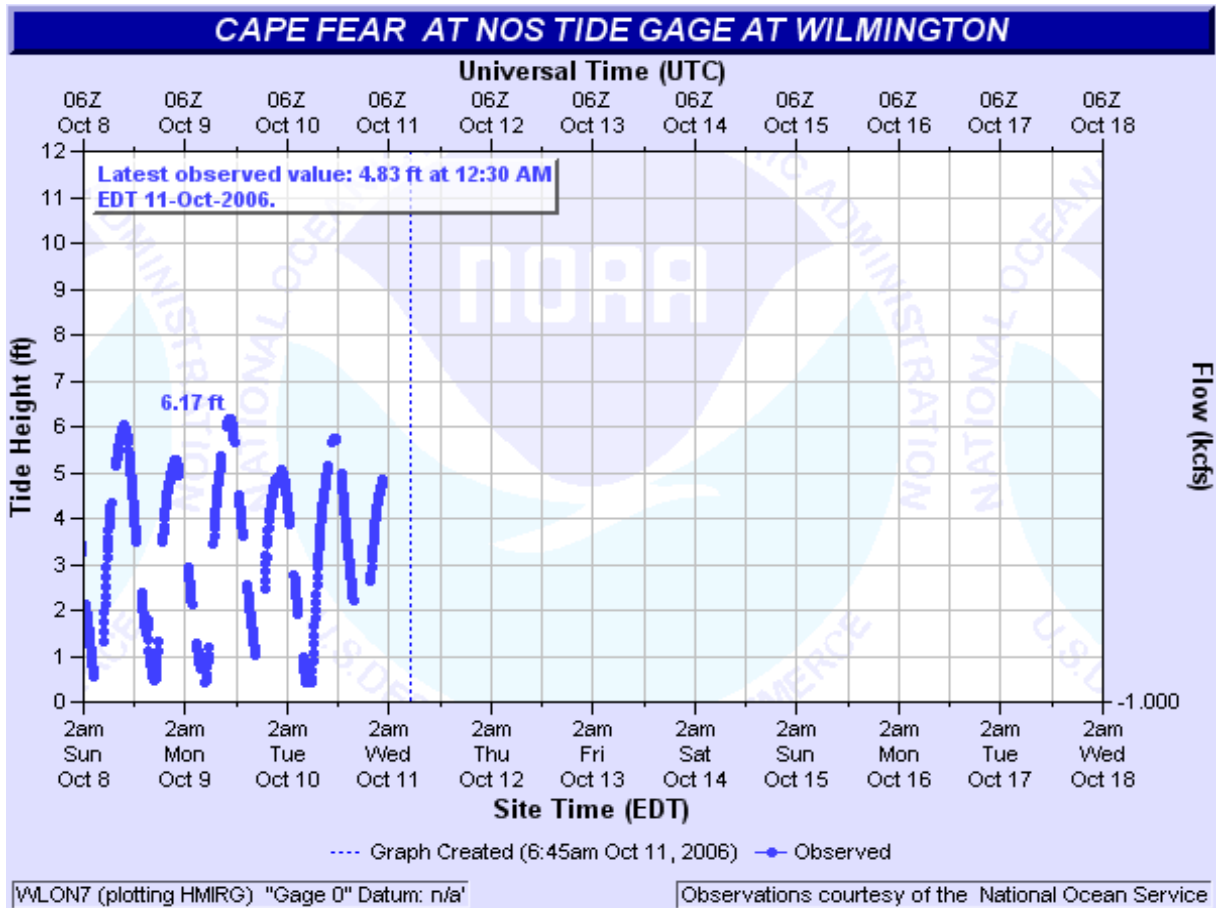 CAPE FEAR AT NOS TIDE GAGE AT WILMINGTON
Universal Time (UTC)
06Z 06Z 06Z 06Z 06Z 06Z 06Z 06Z 06Z 06Z 06Z
Oct 8 Oct 9 Oct 10 Oct 11 Oct 12 Oct 13 Oct 14 Oct 15 Oct 16 Oct 17 Oct 18
Latest observed value: 4.83 ft at 12:30 AM
EDT 11-Oct-2006.
Tide Height (ft)
12
11
10
9
8
7
6
5
4
3
2
1
0
6.17 ft
NOAA
NATIONAL OCEANIC
ADMINISTRATION
U.S. DE
MERCE
Flow (kcfs)
-1.000
2am 2am 2am 2am 2am 2am 2am 2am 2am 2am 2am
Sun Mon Tue Wed Thu Fri Sat Sun Mon Tue Wed
Oct 8 Oct 9 Oct 10 Oct 11 Oct 12 Oct 13 Oct 14 Oct 15 Oct 16 Oct 17 Oct 18
Site Time (EDT)
Graph Created (6:45am Oct 11, 2006) Observed
WLON7 (plotting HMIRG) "Gage 0" Datum: n/a'
Observations courtesy of the National Ocean Service